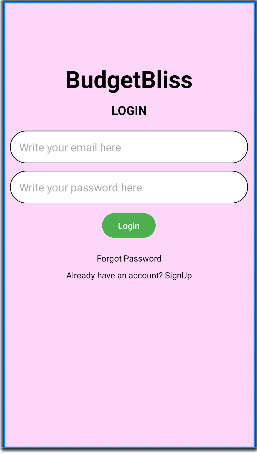 BudgetBliss
LOGIN
Write your email here
Write your password here
Login
Forgot Password
Already have an account? SignUp